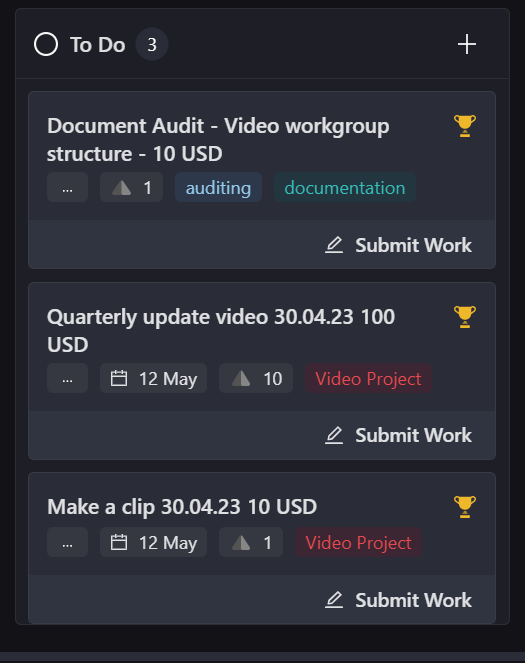 To Do 3
Document Audit - Video workgroup
structure - 10 USD
... 1 auditing documentation
Submit Work
Quarterly update video 30.04.23 100
USD
... 12 May 10 Video Project
Submit Work
Make a clip 30.04.23 10 USD
... 12 May 1 Video Project
Submit Work